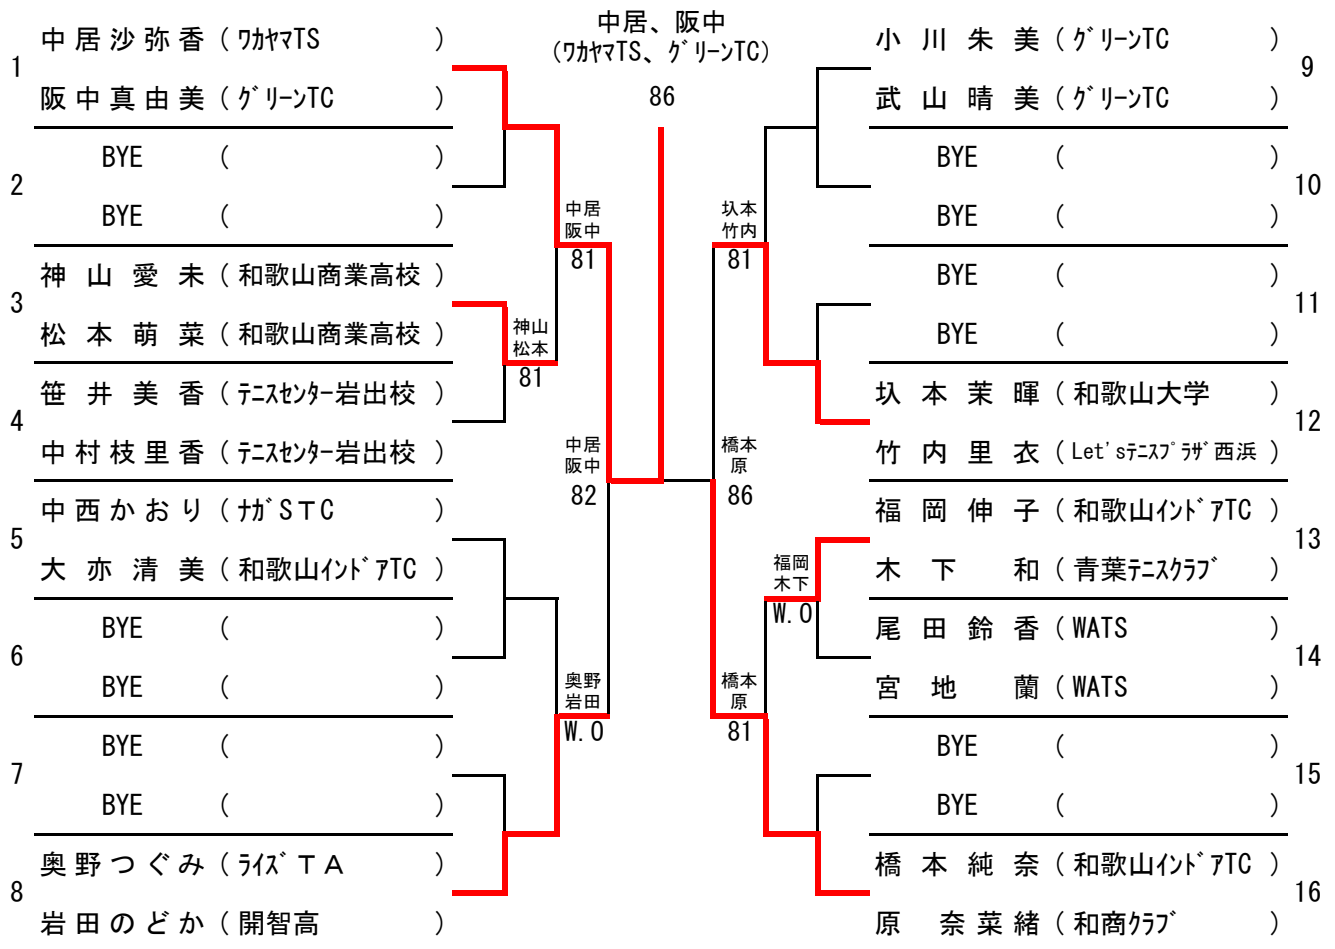 中居、阪中
(ﾜｶﾔﾏTS、ｸﾞﾘｰﾝTC)
86
1
中居沙弥香(ﾜｶﾔﾏTS)
阪中真由美(ｸﾞﾘｰﾝTC)
2
BYE ( )
BYE ( )
3
神山愛未(和歌山商業高校)
松本萌菜(和歌山商業高校)
4
笹井美香(ﾃﾆｽｾﾝﾀｰ岩出校)
中村枝里香(ﾃﾆｽｾﾝﾀｰ岩出校)
5
中西かおり(ﾅｶﾞSTC)
大亦清美(和歌山ｲﾝﾄﾞｱTC)
6
BYE ( )
BYE ( )
7
BYE ( )
BYE ( )
8
奥野つぐみ(ﾗｲｽﾞTA)
岩田のどか(開智高)
神山
松本
81
中居
阪中
81
奥野
岩田
W.O
中居
阪中
82
圦本
竹内
81
橋本
原
86
福岡
木下
W.O
橋本
原
81
小川朱美(ｸﾞﾘｰﾝTC)
武山晴美(ｸﾞﾘｰﾝTC)
9
BYE ( )
BYE ( )
10
BYE ( )
BYE ( )
11
圦本茉暉(和歌山大学)
竹内里衣(Let'sﾃﾆｽﾌﾟﾗｻﾞ西浜)
12
福岡伸子(和歌山ｲﾝﾄﾞｱTC)
木下和(青葉ﾃﾆｽｸﾗﾌﾞ)
13
尾田鈴香(WATS)
宮地蘭(WATS)
14
BYE ( )
BYE ( )
15
橋本純奈(和歌山ｲﾝﾄﾞｱTC)
原奈菜緒(和商ｸﾗﾌﾞ)
16